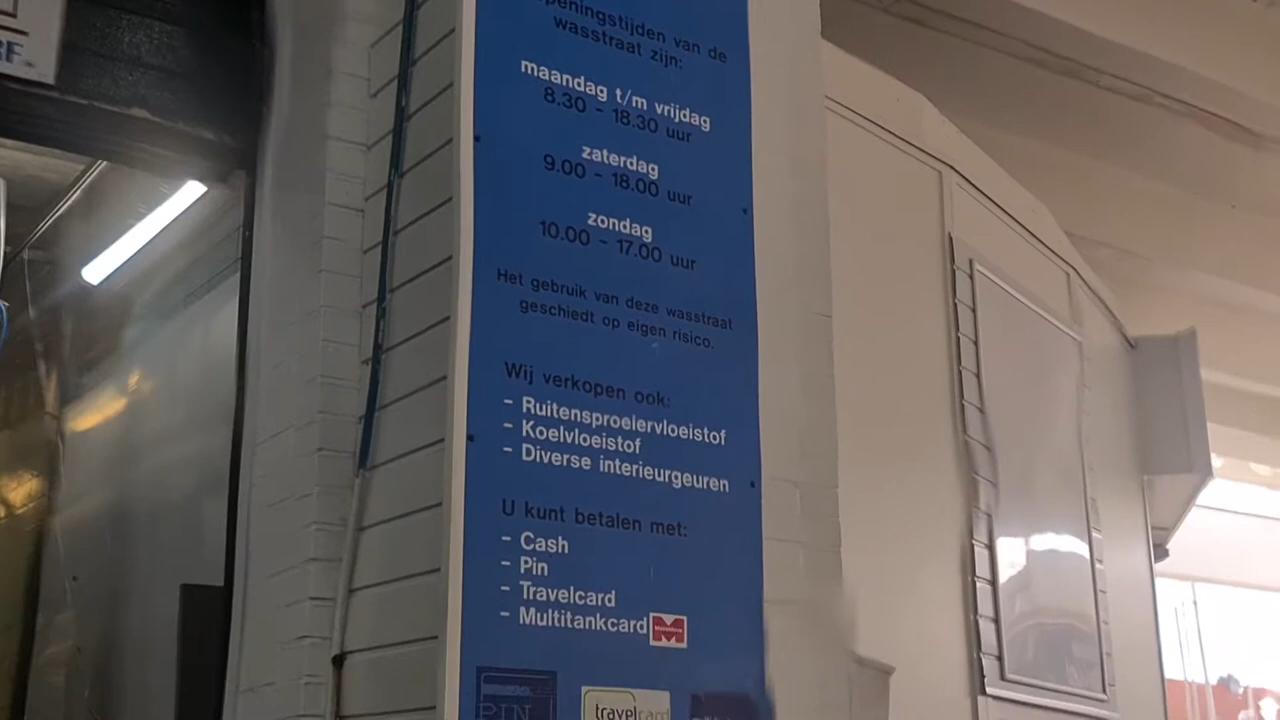 peningstijden van de
wasstraat zijn:
maandag t/m vrijdag
8.30 - 18.30 uur
zaterdag
9.00 - 18.00 uur
zondag
10.00 - 17.00 uur
Het gebruik van deze wasstraat
geschiedt op eigen risico.
Wij verkopen ook:
- Ruitensproeiervloeistof
- Koelvloeistof
- Diverse interieurgeuren
U kunt betalen met:
- Cash
- Pin
- Travelcard
- Multitankcard
PIN
travelcard